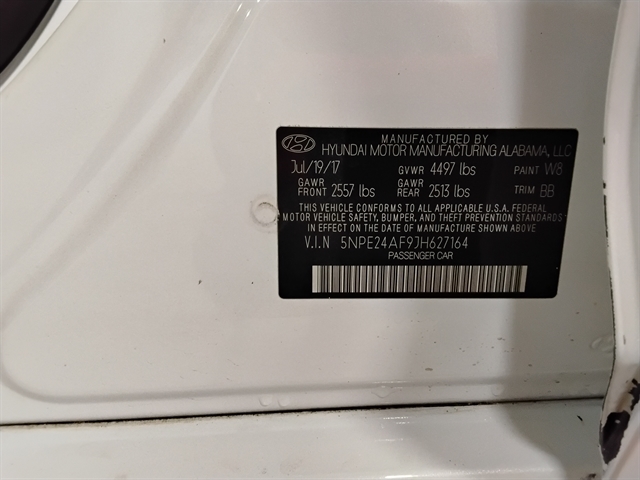 MANUFACTURED BY
HYUNDAI MOTOR MANUFACTURING ALABAMA, LLC
Jul/19/17 GVWR 4497 lbs PAINT W8
GAWR FRONT 2557 lbs GAWR REAR 2513 lbs TRIM BB
THIS VEHICLE CONFORMS TO ALL APPLICABLE U.S.A. FEDERAL
MOTOR VEHICLE SAFETY, BUMPER, AND THEFT PREVENTION STANDARDS
IN EFFECT ON THE DATE OF MANUFACTURE SHOWN ABOVE
V.I.N 5NPE24AF9JH627164
PASSENGER CAR